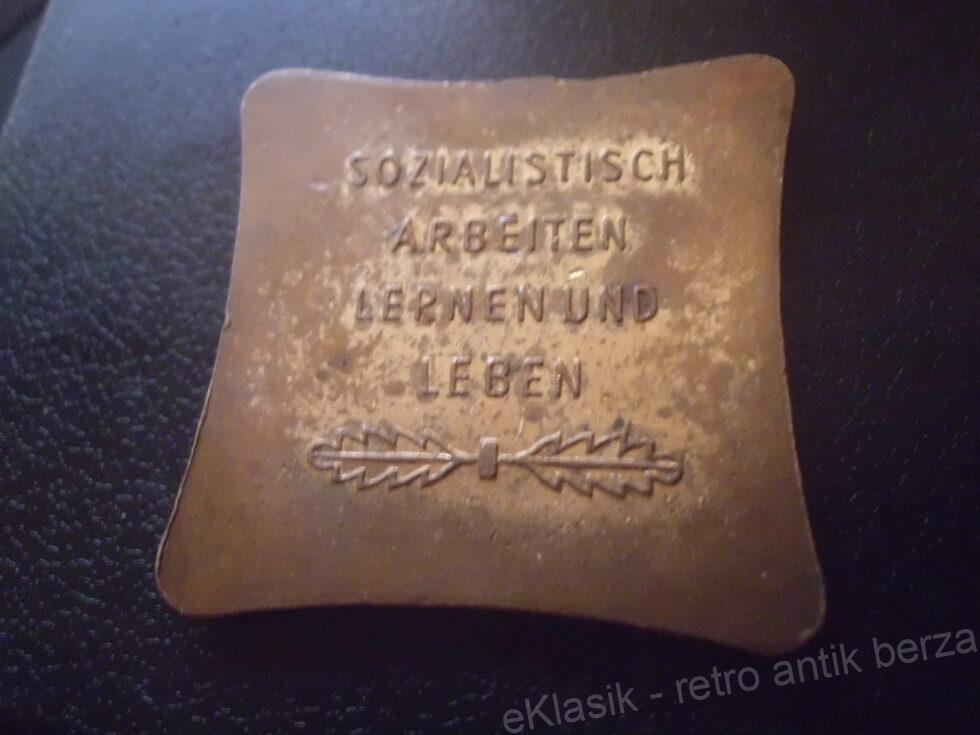 SOZIALISTISCH
ARBEITEN
LERNEN UND
LEBEN
eKlasik - retro antik berza